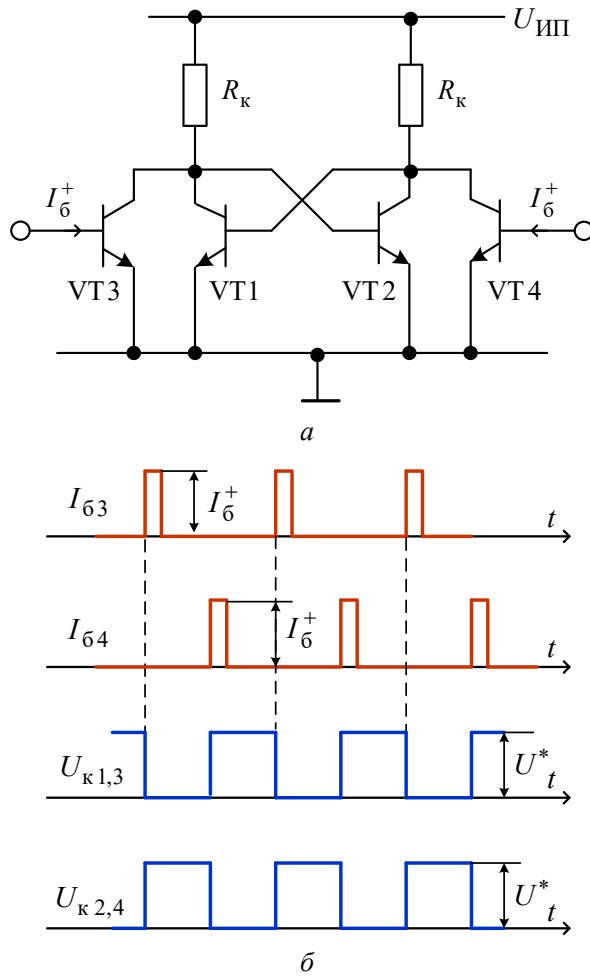 U_ИП
R_к R_к
I_б^+ I_б^+
VT3 VT1 VT2 VT4
а
I_б3 I_б^+ t
I_б4 I_б^+ t
U_к1,3 U^* t
U_к2,4 U^* t
б